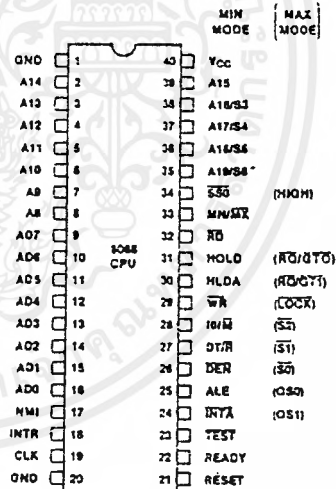 MIN MAX
MODE MODE
GND 1 40 VCC
A14 2 39 A15
A13 3 38 A16/S3
A12 4 37 A17/S4
A11 5 36 A18/S5
A10 6 35 A19/S6
A9 7 34 SS0 (HIGH)
A8 8 33 MN/MX
AD7 9 32 RD
AD6 10 31 HOLD (RQ/GT0)
AD5 11 30 HLDA (RQ/GT1)
AD4 12 29 WR (LOCK)
AD3 13 28 IO/M (S2)
AD2 14 27 DT/R (S1)
AD1 15 26 DEN (S0)
AD0 16 25 ALE (QS0)
NMI 17 24 INTA (QS1)
INTR 18 23 TEST
CLK 19 22 READY
GND 20 21 RESET
8088
CPU